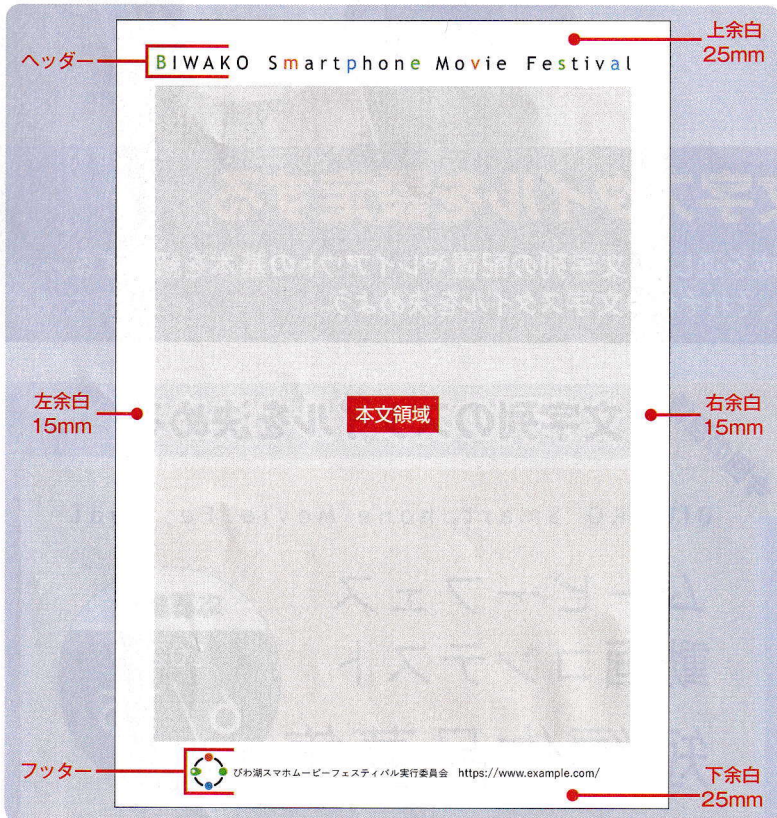 上余白
25mm
ヘッダー
BIWAKO Smartphone Movie Festival
左余白
15mm
本文領域
右余白
15mm
フッター
びわ湖スマホムービーフェスティバル実行委員会 https://www.example.com/
下余白
25mm